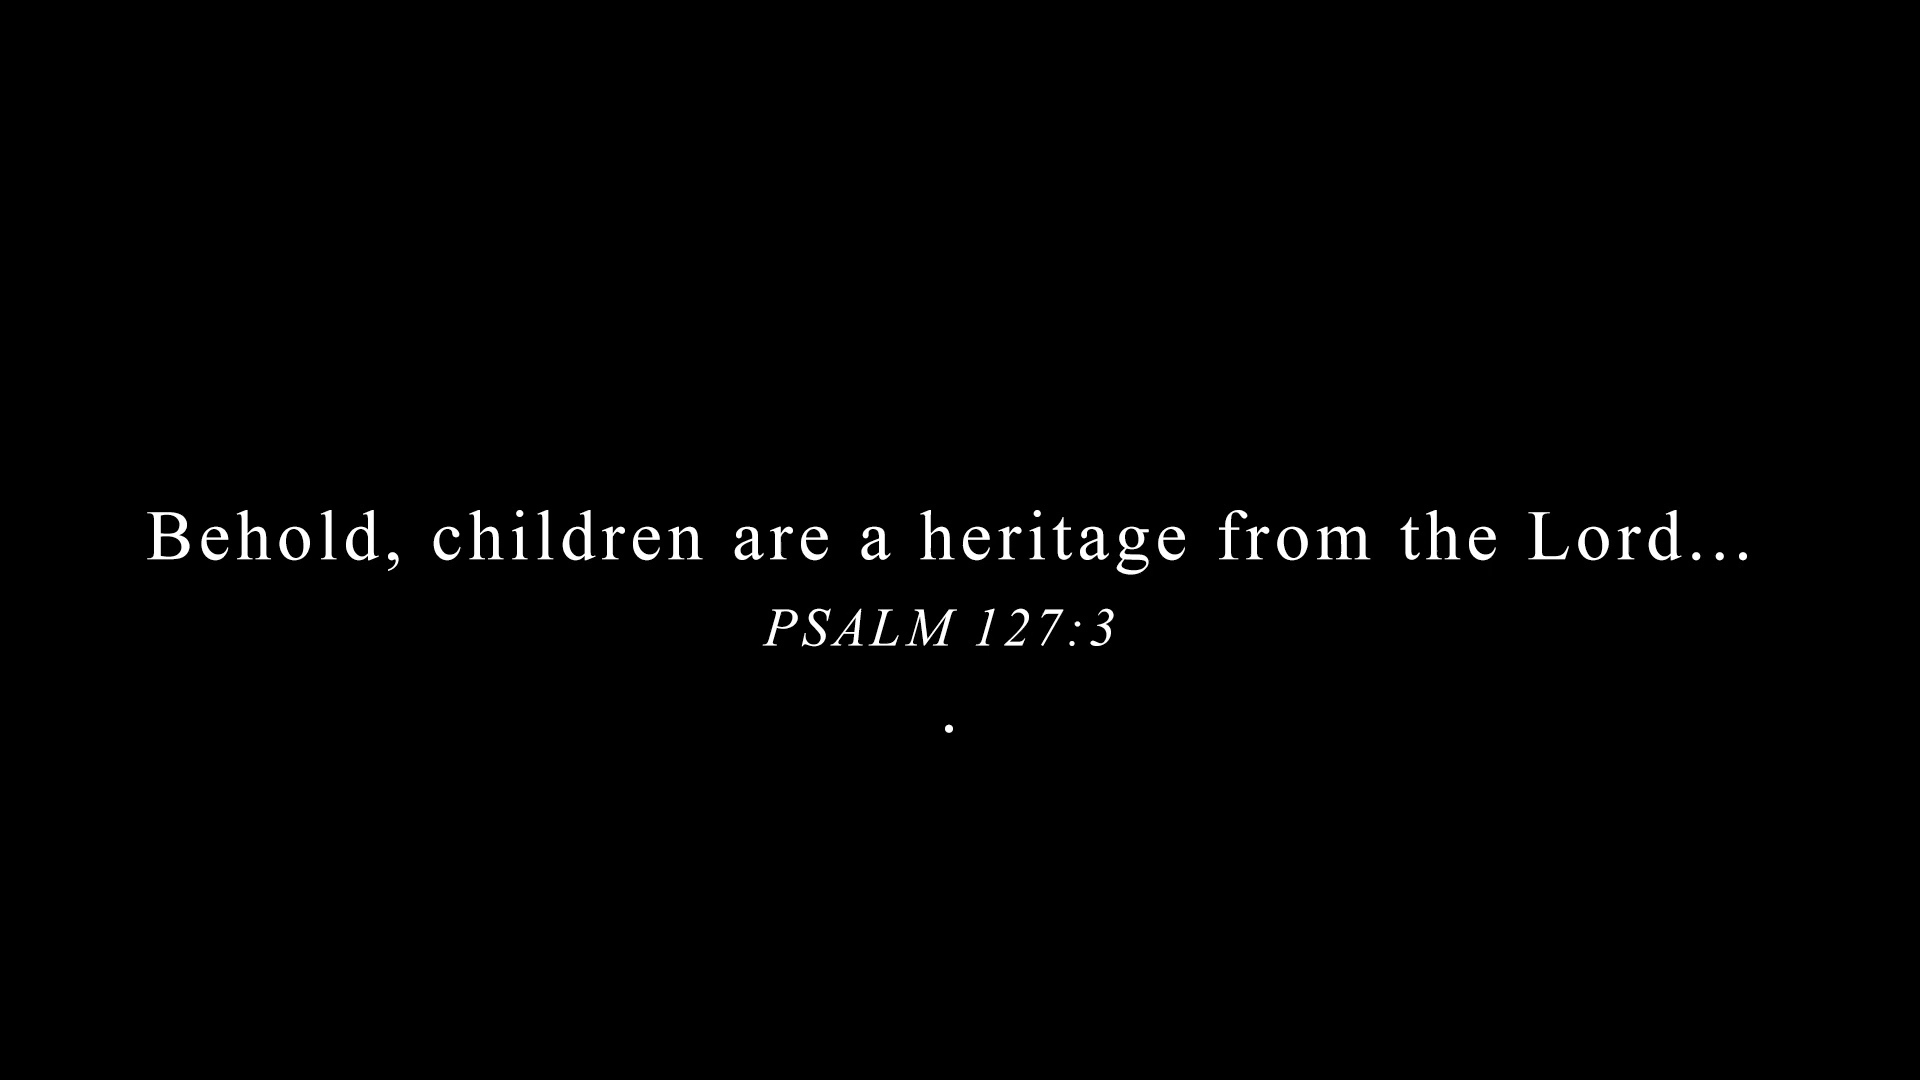 Behold, children are a heritage from the Lord...
PSALM 127:3
.